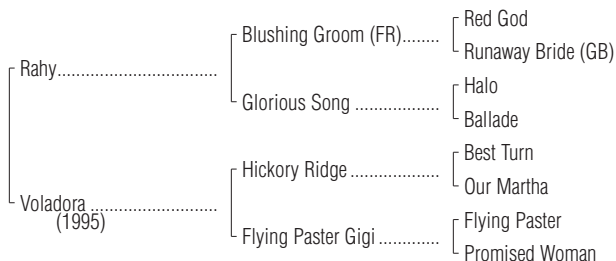 Red God
Blushing Groom (FR)........
Runaway Bride (GB)
Rahy.................................
Halo
Glorious Song .................
Ballade
Best Turn
Hickory Ridge ..................
Our Martha
Voladora ..........................
(1995)
Flying Paster
Flying Paster Gigi ............
Promised Woman